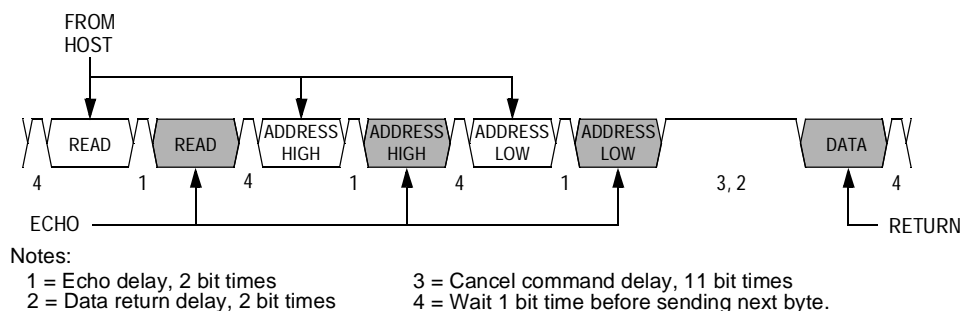 FROM
HOST
READ READ ADDRESS HIGH ADDRESS HIGH ADDRESS LOW ADDRESS LOW DATA
4 1 4 1 4 1 3, 2 4
ECHO RETURN
Notes:
1 = Echo delay, 2 bit times 3 = Cancel command delay, 11 bit times
2 = Data return delay, 2 bit times 4 = Wait 1 bit time before sending next byte.